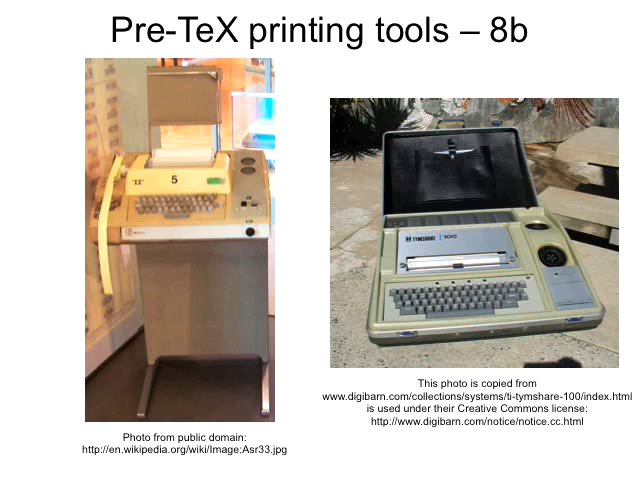 Pre-TeX printing tools – 8b
5
TYMSHARE 100
Photo from public domain:
http://en.wikipedia.org/wiki/Image:Asr33.jpg
This photo is copied from
www.digibarn.com/collections/systems/ti-tymshare-100/index.html
is used under their Creative Commons license:
http://www.digibarn.com/notice/notice.cc.html